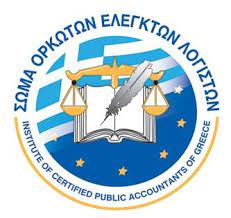 ΣΩΜΑ ΟΡΚΩΤΩΝ ΕΛΕΓΚΤΩΝ ΛΟΓΙΣΤΩΝ
INSTITUTE OF CERTIFIED PUBLIC ACCOUNTANTS OF GREECE